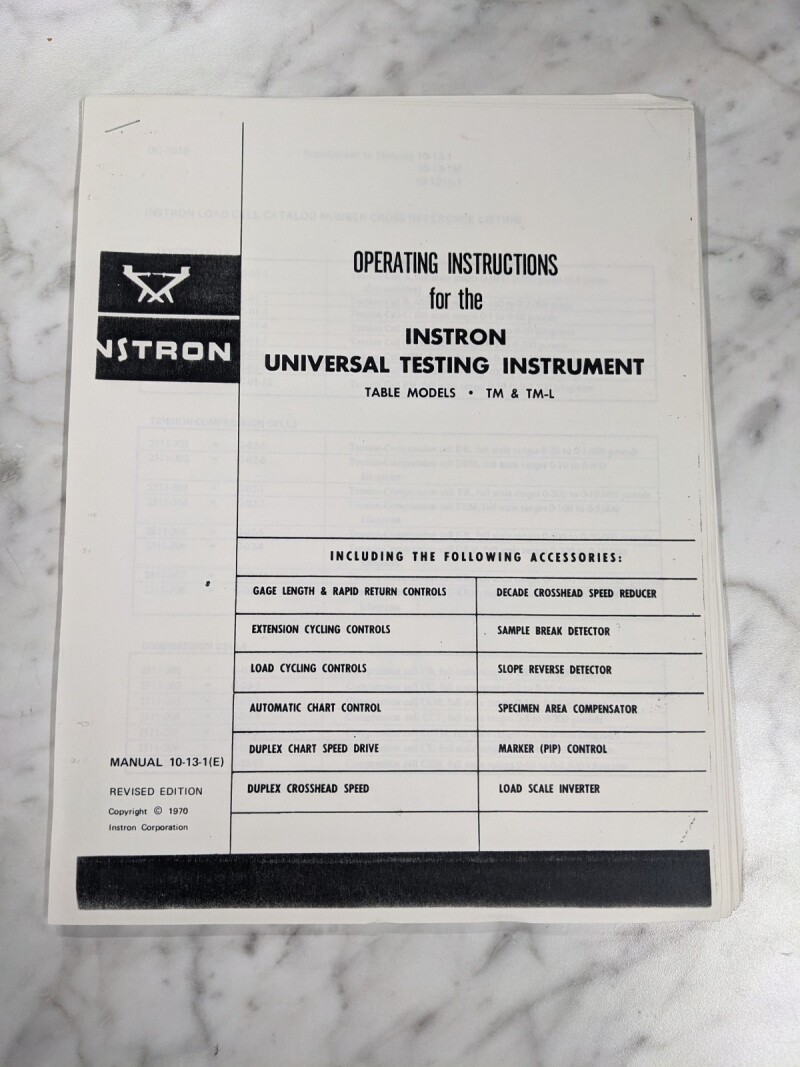 INSTRON
OPERATING INSTRUCTIONS
for the
INSTRON
UNIVERSAL TESTING INSTRUMENT
TABLE MODELS • TM & TM-L
INCLUDING THE FOLLOWING ACCESSORIES:
GAGE LENGTH & RAPID RETURN CONTROLS
DECADE CROSSHEAD SPEED REDUCER
EXTENSION CYCLING CONTROLS
SAMPLE BREAK DETECTOR
LOAD CYCLING CONTROLS
SLOPE REVERSE DETECTOR
AUTOMATIC CHART CONTROL
SPECIMEN AREA COMPENSATOR
DUPLEX CHART SPEED DRIVE
MARKER (PIP) CONTROL
DUPLEX CROSSHEAD SPEED
LOAD SCALE INVERTER
MANUAL 10-13-1(E)
REVISED EDITION
Copyright © 1970
Instron Corporation